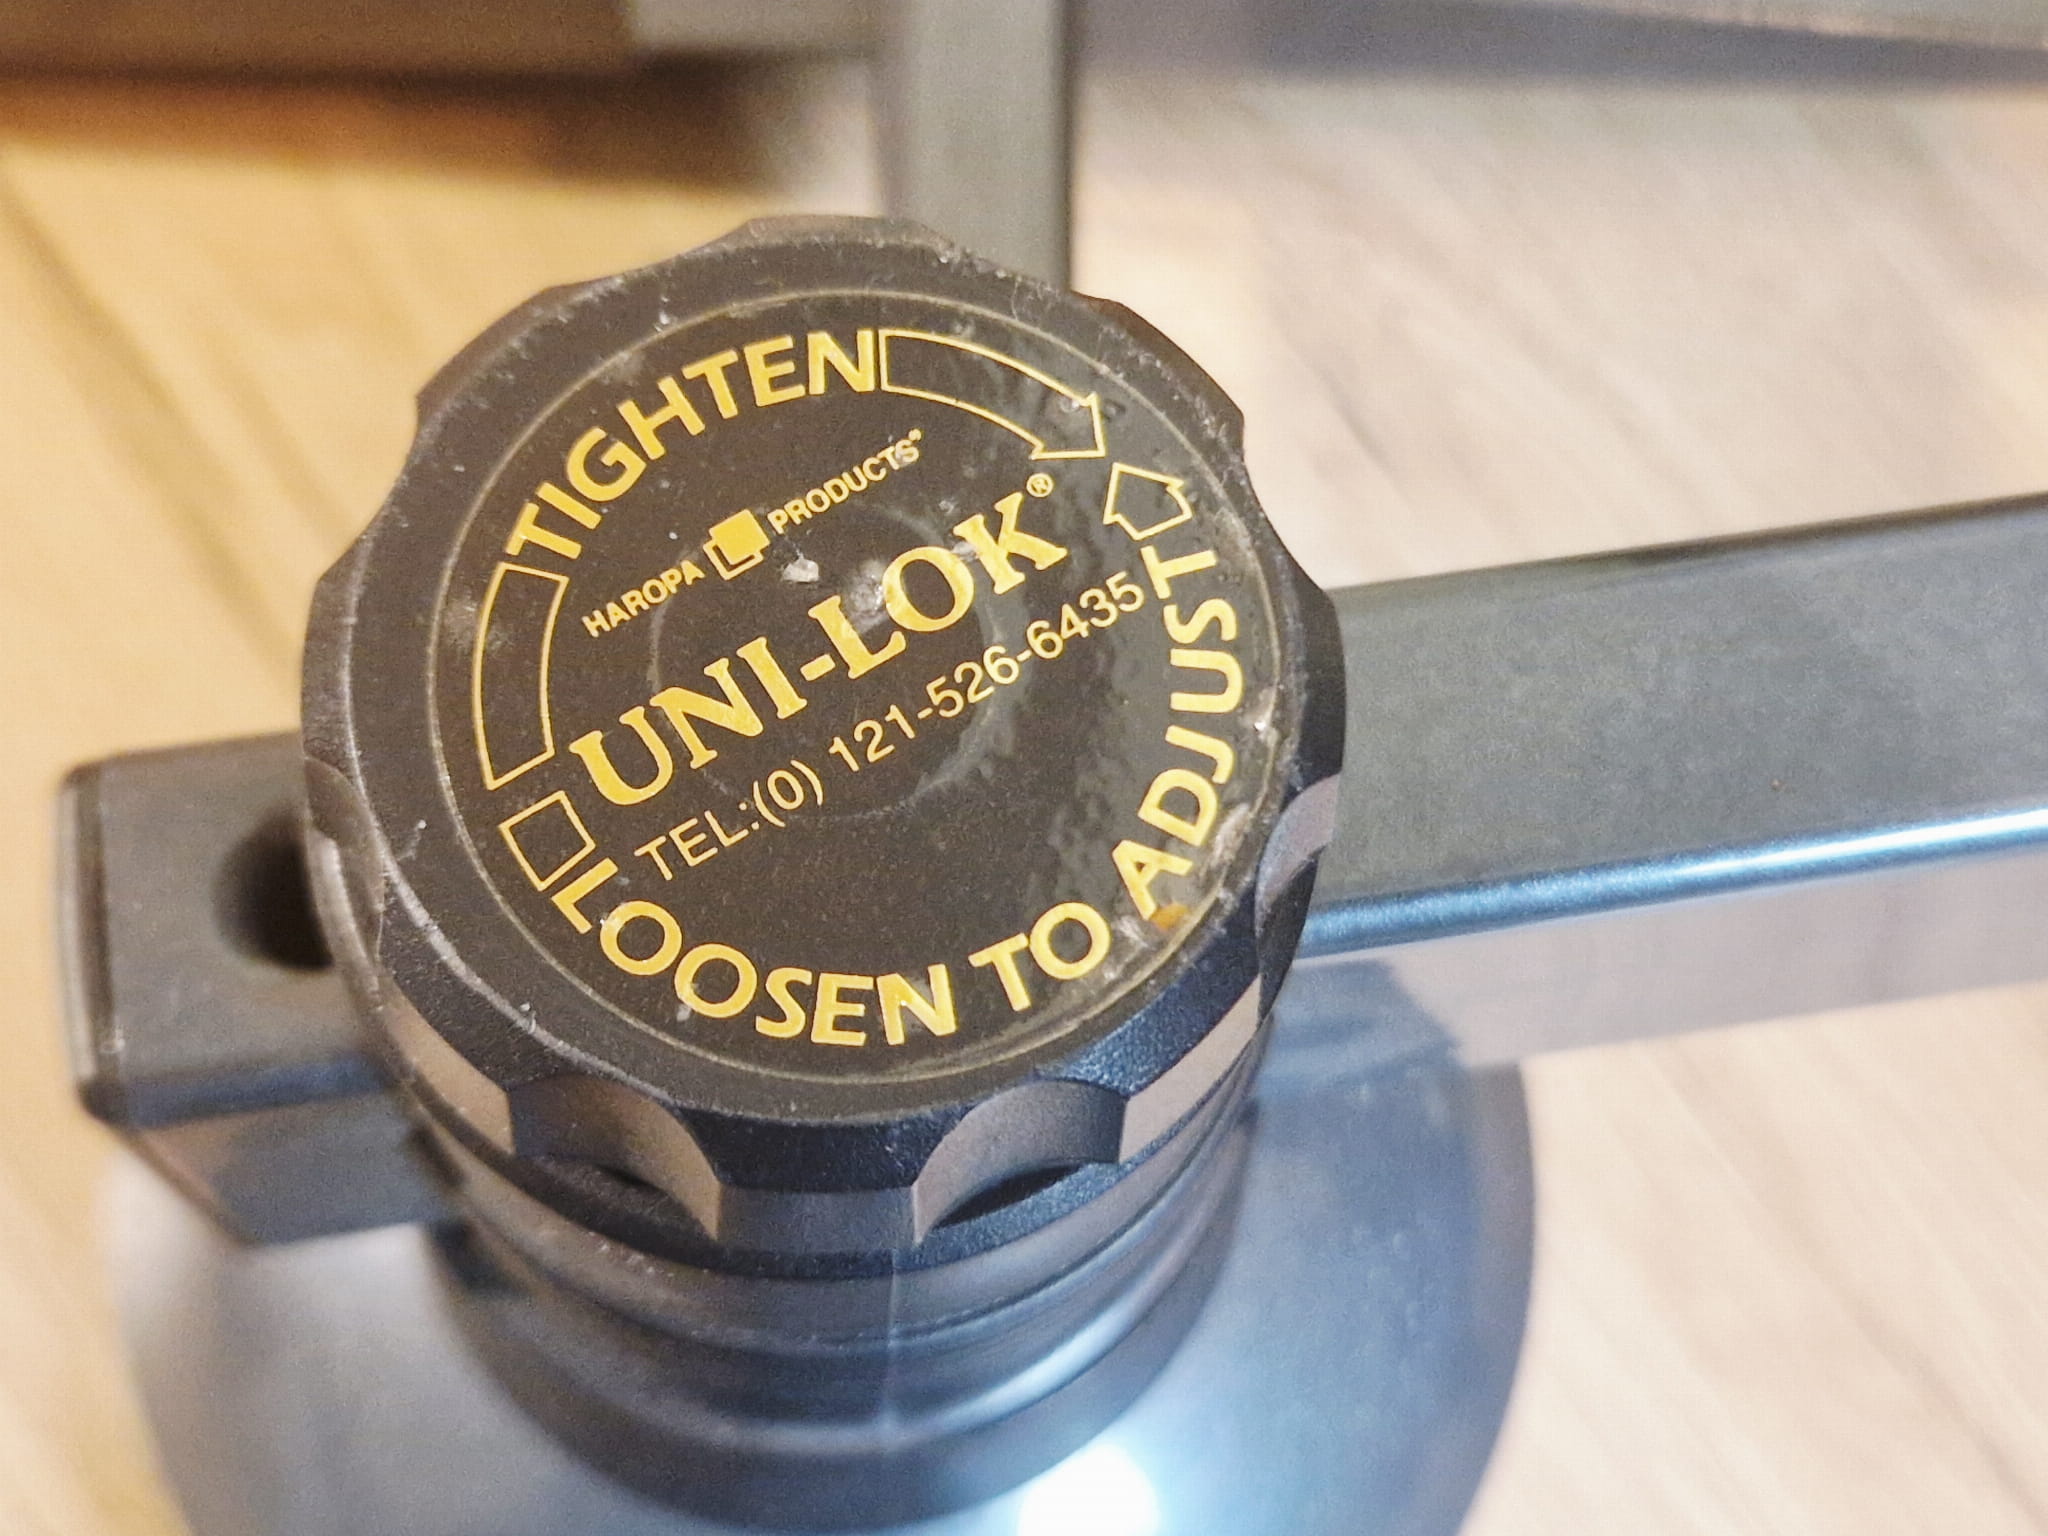 TIGHTEN
HAROPA PRODUCTS
UNI-LOK®
TEL:(0) 121-526-6435
LOOSEN TO ADJUST